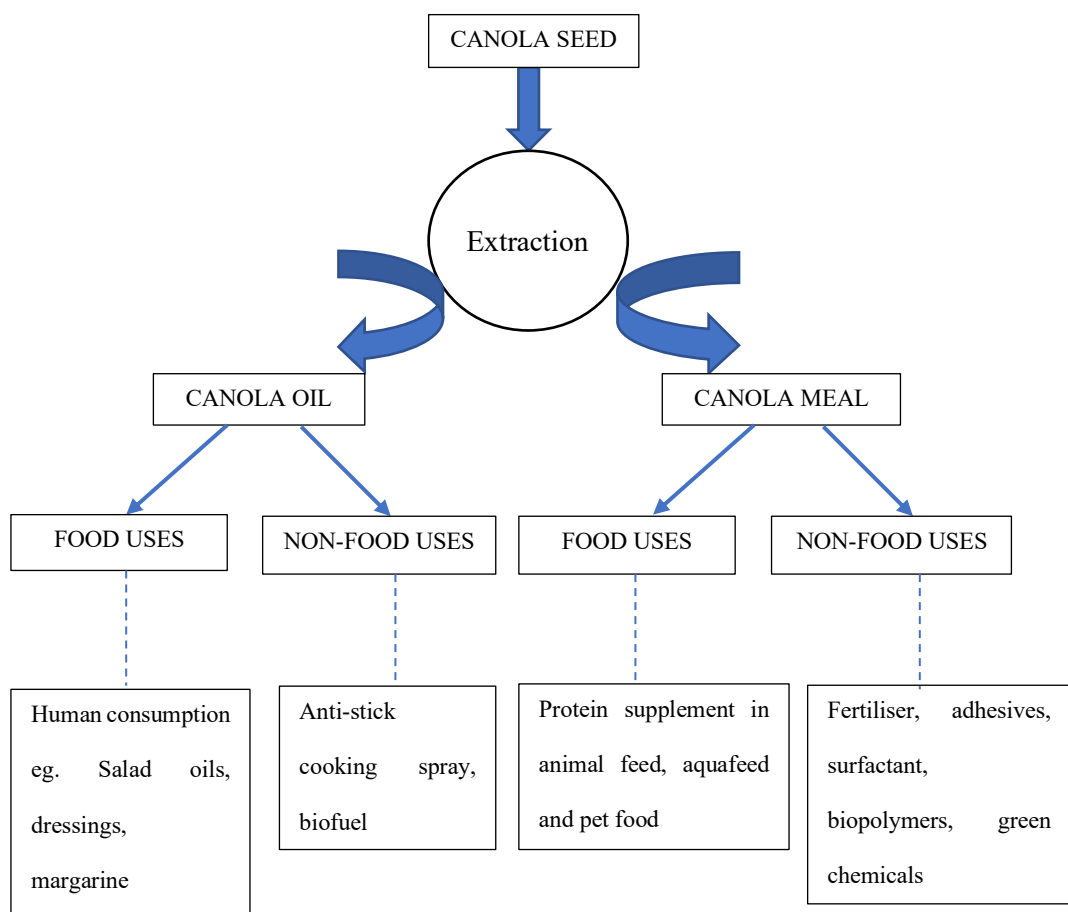 CANOLA SEED
Extraction
CANOLA OIL
CANOLA MEAL
FOOD USES
NON-FOOD USES
FOOD USES
NON-FOOD USES
Human consumption
eg. Salad oils,
dressings,
margarine
Anti-stick
cooking spray,
biofuel
Protein supplement in
animal feed, aquafeed
and pet food
Fertiliser, adhesives,
surfactant,
biopolymers, green
chemicals